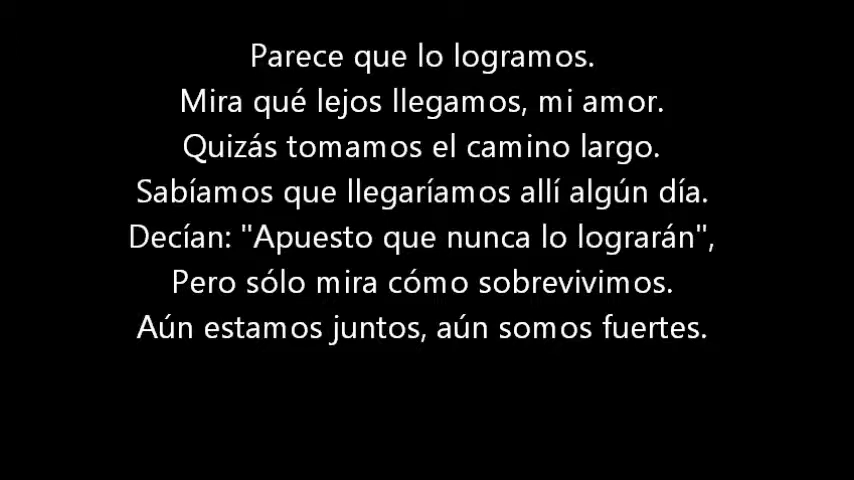 Parece que lo logramos.
Mira qué lejos llegamos, mi amor.
Quizás tomamos el camino largo.
Sabíamos que llegaríamos allí algún día.
Decían: "Apuesto que nunca lo lograrán",
Pero sólo mira cómo sobrevivimos.
Aún estamos juntos, aún somos fuertes.